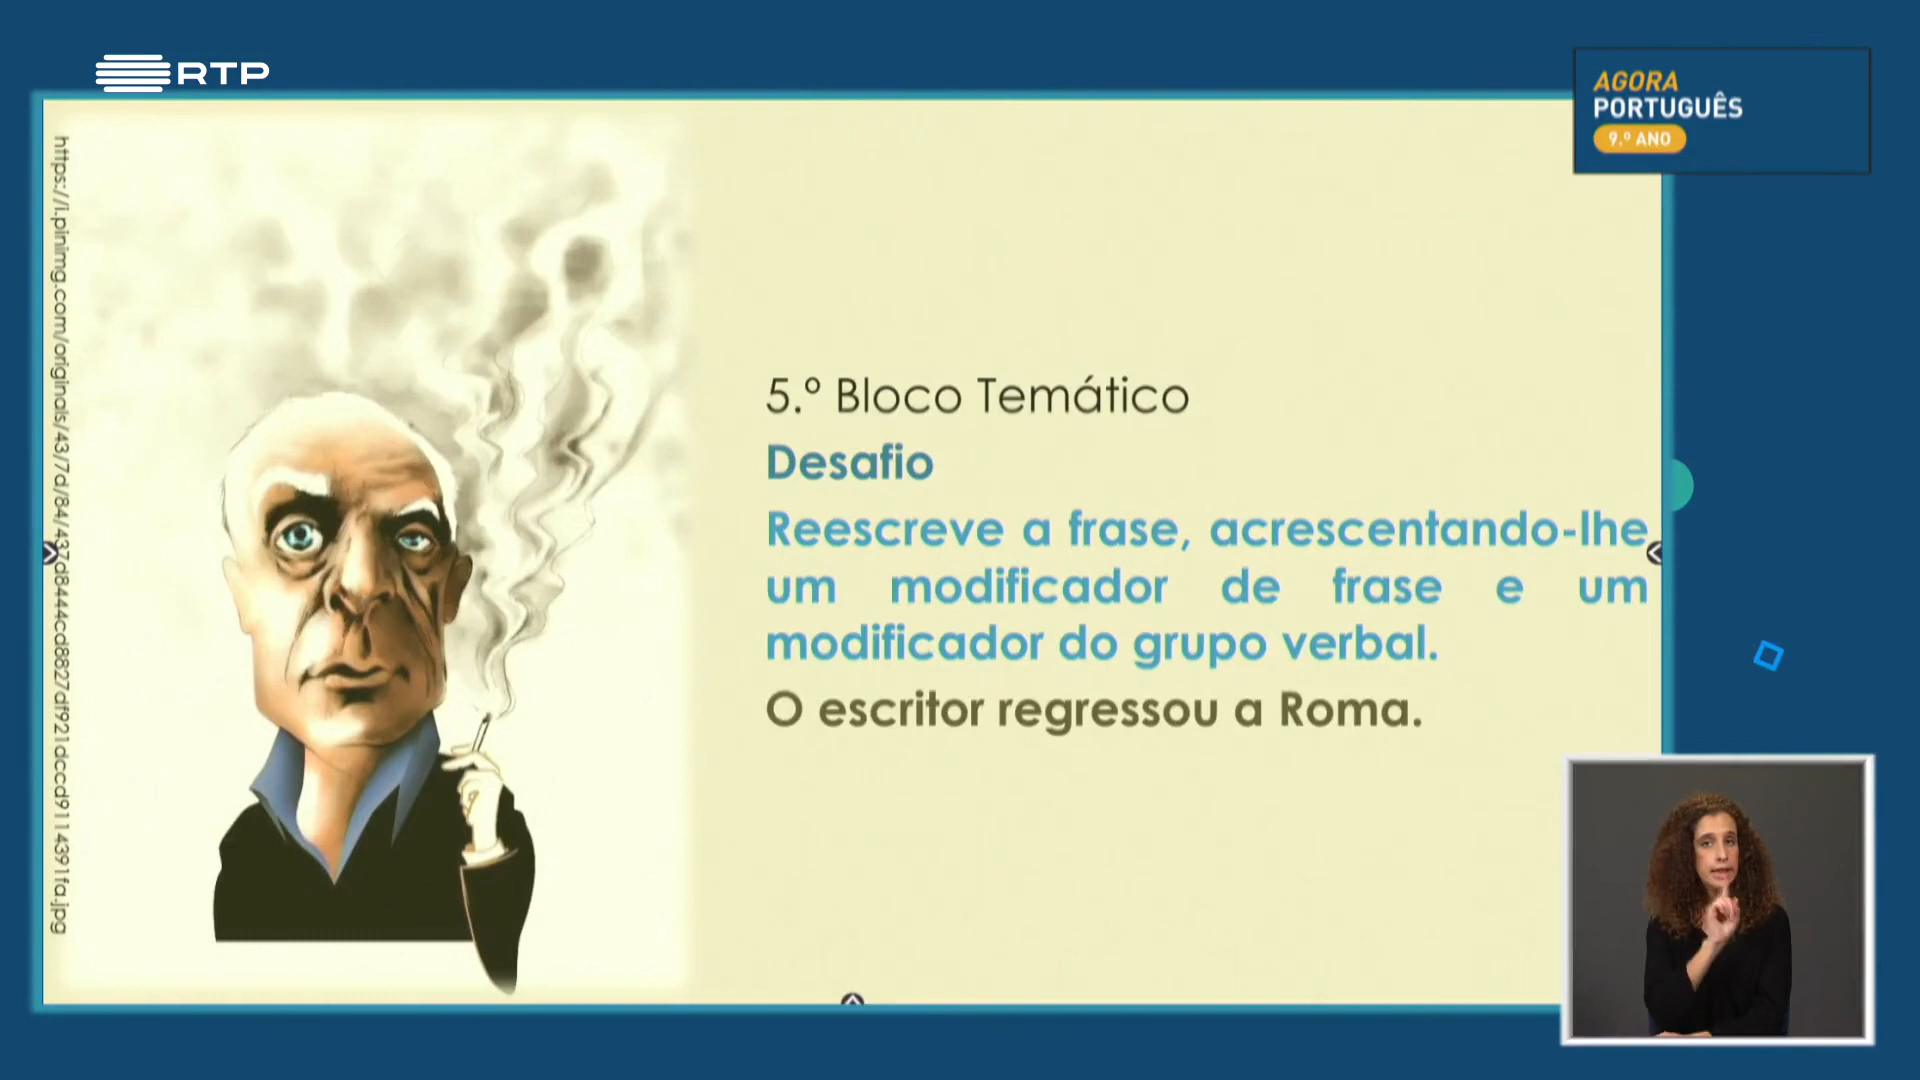 RTP
AGORA
PORTUGUÊS
9.º ANO
https://i.pinimg.com/originals/43/7d/84/437d8444cd8827df921dccd9114391fa.jpg
5.º Bloco Temático
Desafio
Reescreve a frase, acrescentando-lhe
um modificador de frase e um
modificador do grupo verbal.
O escritor regressou a Roma.